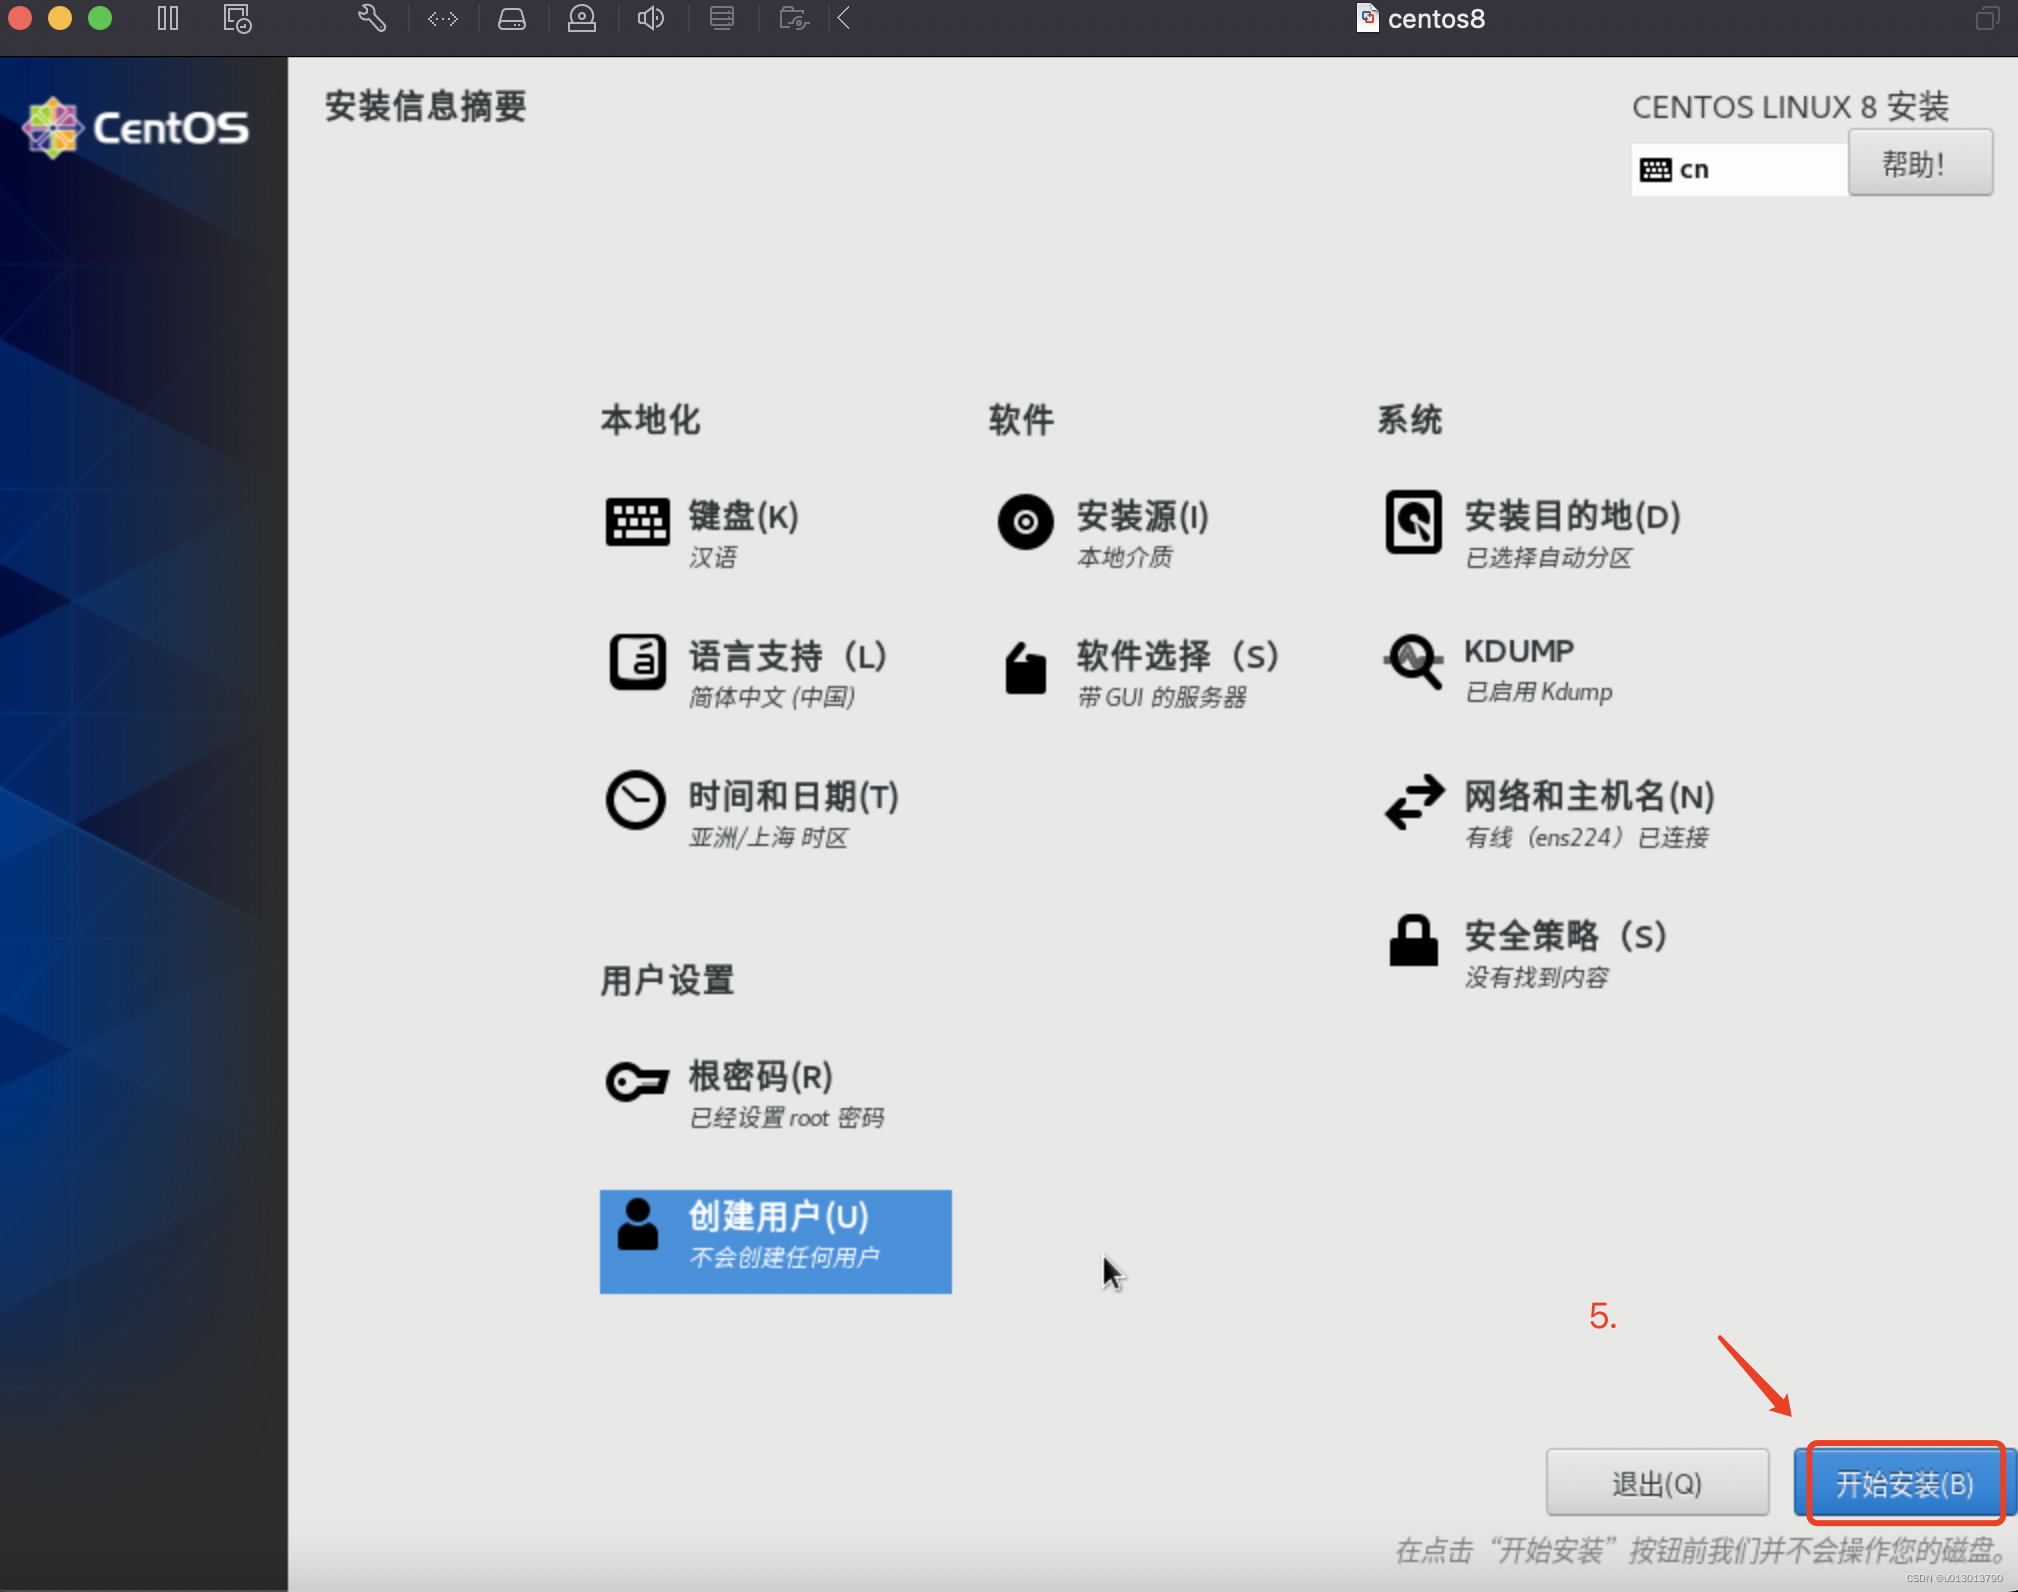 centos8
CentOS
安装信息摘要
CENTOS LINUX 8 安装
cn
帮助！
本地化
键盘(K)
汉语
语言支持（L）
简体中文 (中国)
时间和日期(T)
亚洲/上海 时区
软件
安装源(I)
本地介质
软件选择（S）
带 GUI 的服务器
系统
安装目的地(D)
已选择自动分区
KDUMP
已启用 Kdump
网络和主机名(N)
有线（ens224）已连接
安全策略（S）
没有找到内容
用户设置
根密码(R)
已经设置 root 密码
创建用户(U)
不会创建任何用户
5.
退出(Q)
开始安装(B)
在点击“开始安装”按钮前我们并不会操作您的磁盘。
CSDN @u013013790